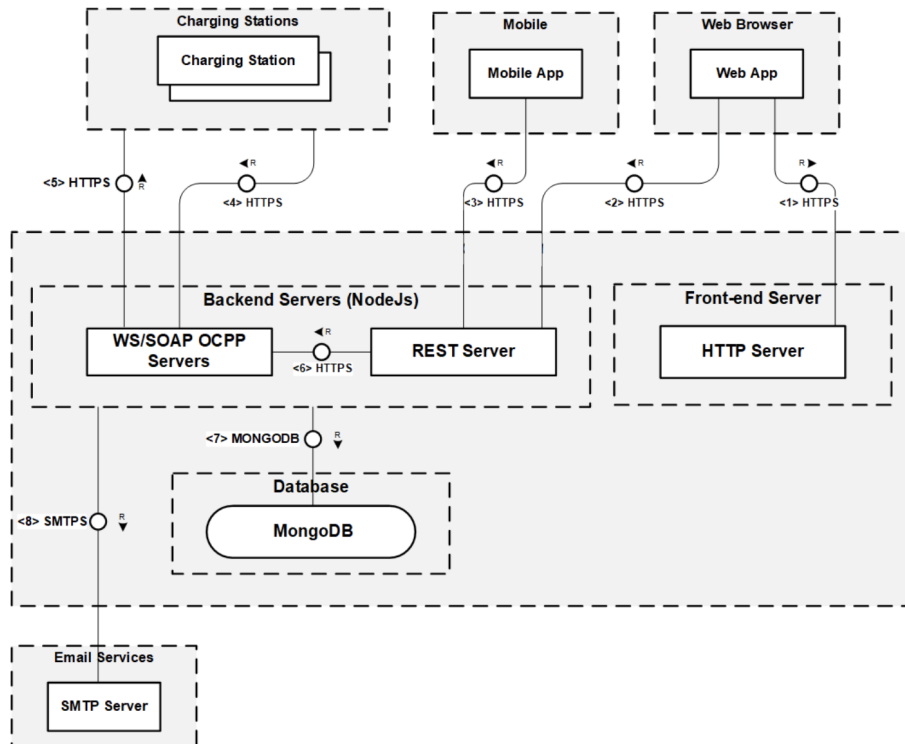 Charging Stations
Charging Station
Mobile
Mobile App
Web Browser
Web App
<5> HTTPS
R
R
<4> HTTPS
R
<3> HTTPS
R
<2> HTTPS
R
<1> HTTPS
Backend Servers (NodeJs)
WS/SOAP OCPP
Servers
R
<6> HTTPS
REST Server
Front-end Server
HTTP Server
<7> MONGODB
R
Database
MongoDB
<8> SMTPS
R
Email Services
SMTP Server